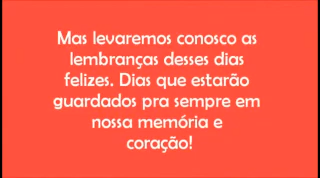 Mas levaremos conosco as
lembranças desses dias
felizes. Dias que estarão
guardados pra sempre em
nossa memória e
coração!